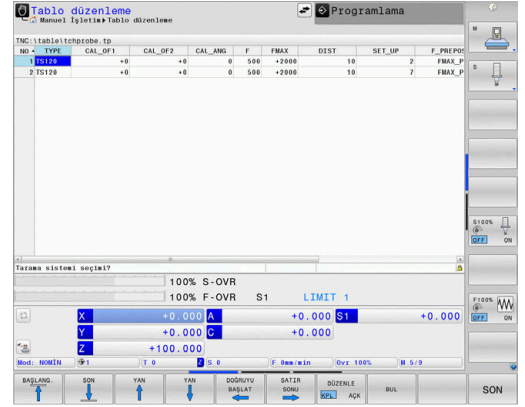 Tablo düzenleme
Manuel İşletim▸Tablo düzenleme
Programlama
TNC:\table\tchprobe.tp
NO TYPE CAL_OF1 CAL_OF2 CAL_ANG F FMAX DIST SET_UP F_PREPOS
1 TS120 +0 +0 0 500 +2000 10 2 FMAX_P
2 TS120 +0 +0 0 500 +2000 10 7 FMAX_P
Tarama sistemi seçimi?
100% S-OVR
100% F-OVR S1 LIMIT 1
X +0.000 A +0.000 S1 +0.000
Y +0.000 C +0.000
Z +100.000
Mod: NOMİN 1 T 0 Z S 0 F 0mm/min Ovr 100% M 5/9
M
S
S100%
OFF ON
F100%
OFF ON
BAŞLANG.
SON
YAN
YAN
DOĞRUYU BAŞLAT
SATIR SONU
DÜZENLE
KPL AÇK
BUL
SON